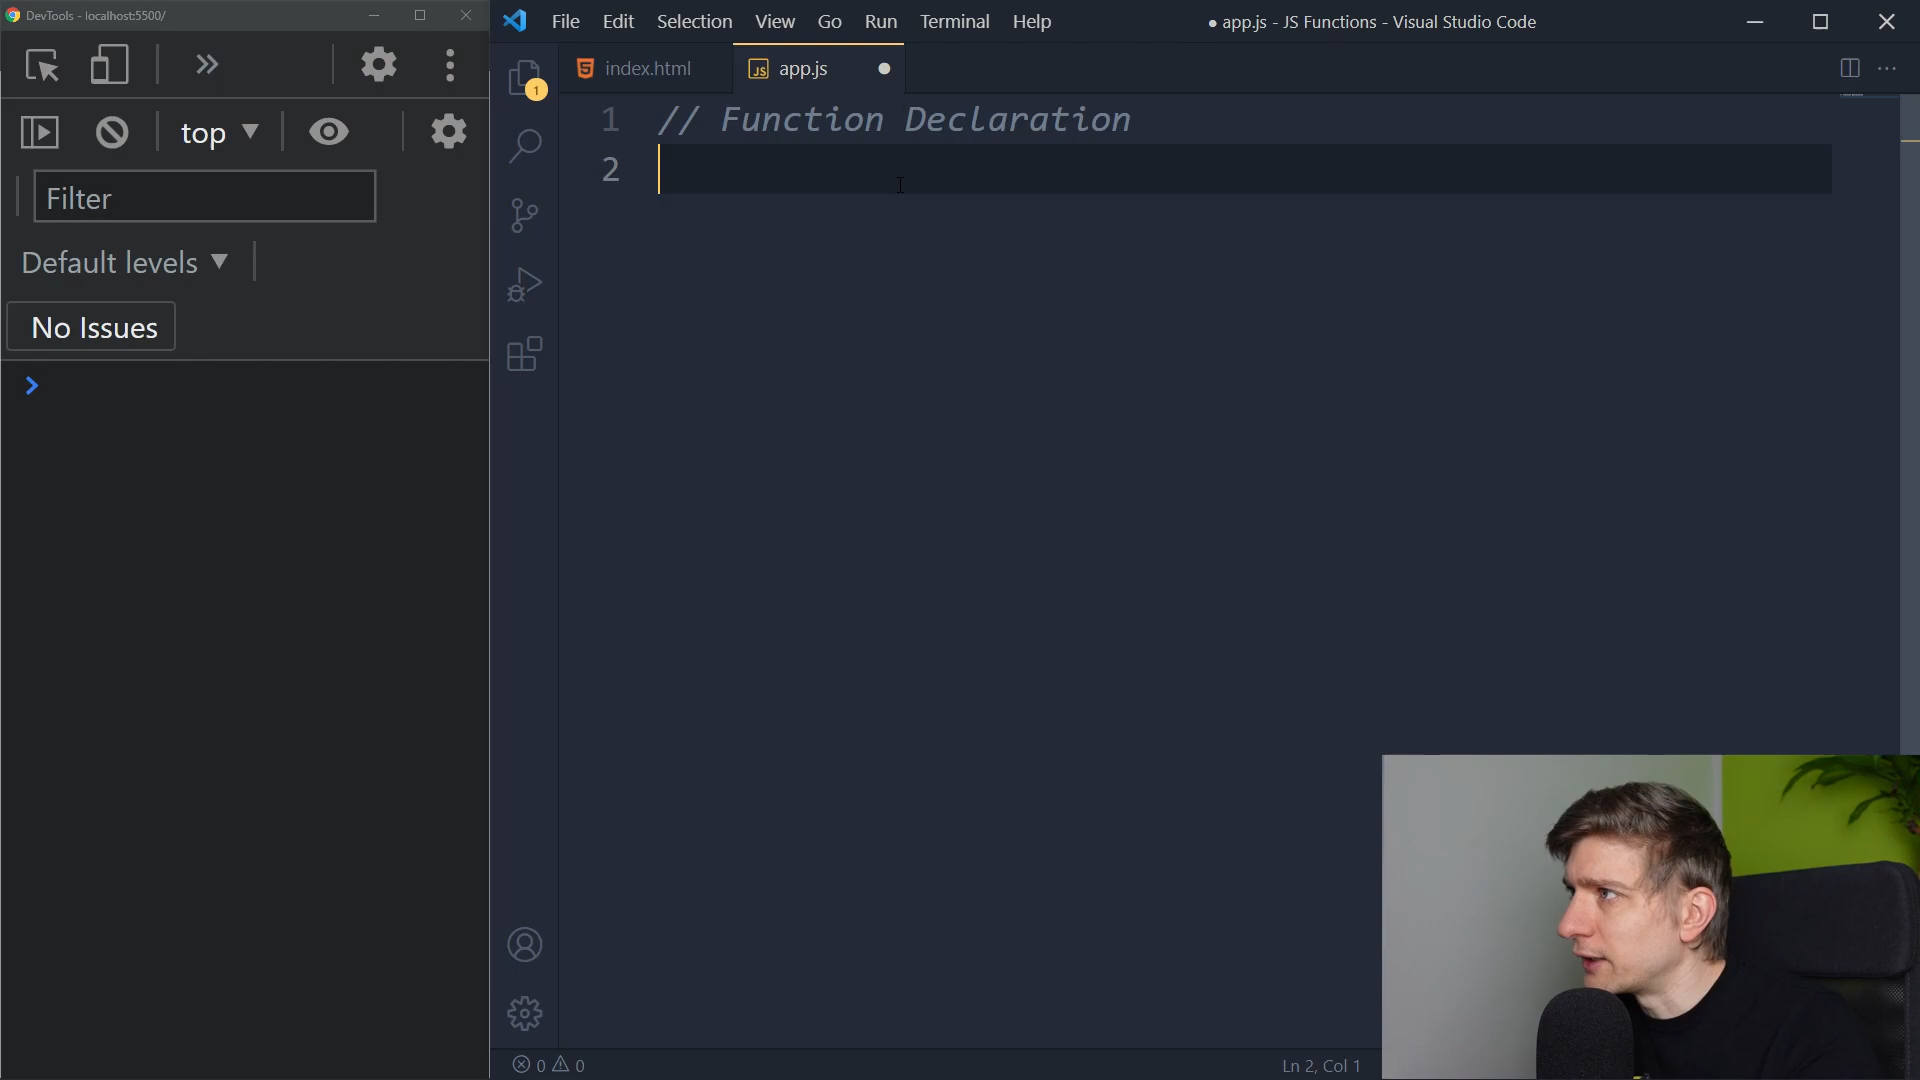 DevTools - localhost:5500/
top
Filter
Default levels
No Issues
File Edit Selection View Go Run Terminal Help
● app.js - JS Functions - Visual Studio Code
1
index.html
JS app.js
1 // Function Declaration
2
0 0
Ln 2, Col 1